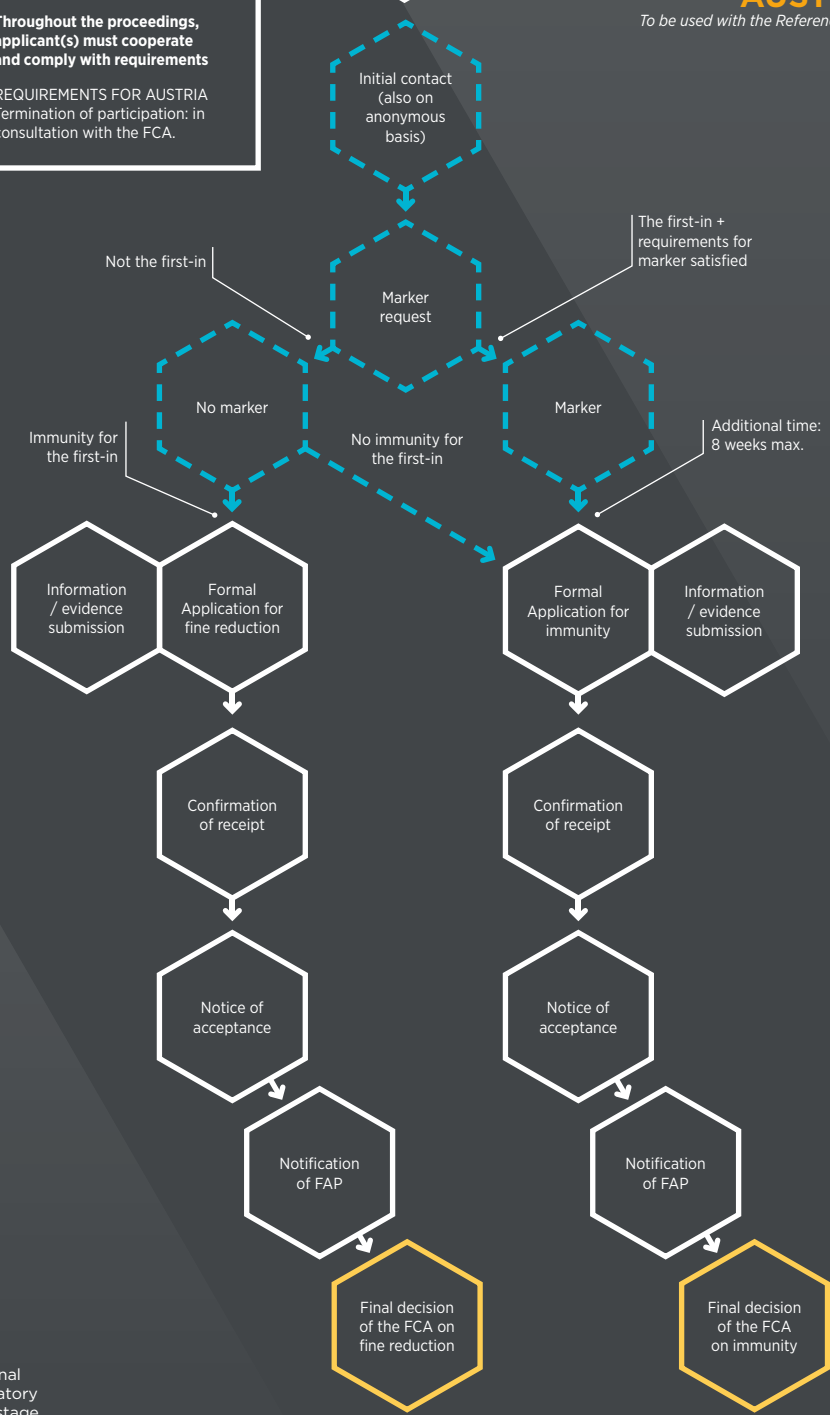 Throughout the proceedings,
applicant(s) must cooperate
and comply with requirements
REQUIREMENTS FOR AUSTRIA
Termination of participation: in
consultation with the FCA.
AUST
To be used with the Referenc
Initial contact
(also on
anonymous
basis)
Not the first-in
The first-in +
requirements for
marker satisfied
Marker
request
No marker
Marker
Immunity for
the first-in
No immunity for
the first-in
Additional time:
8 weeks max.
Information
/ evidence
submission
Formal
Application for
fine reduction
Formal
Application for
immunity
Information
/ evidence
submission
Confirmation
of receipt
Confirmation
of receipt
Notice of
acceptance
Notice of
acceptance
Notification
of FAP
Notification
of FAP
Final decision
of the FCA on
fine reduction
Final decision
of the FCA
on immunity
nal
atory
stage